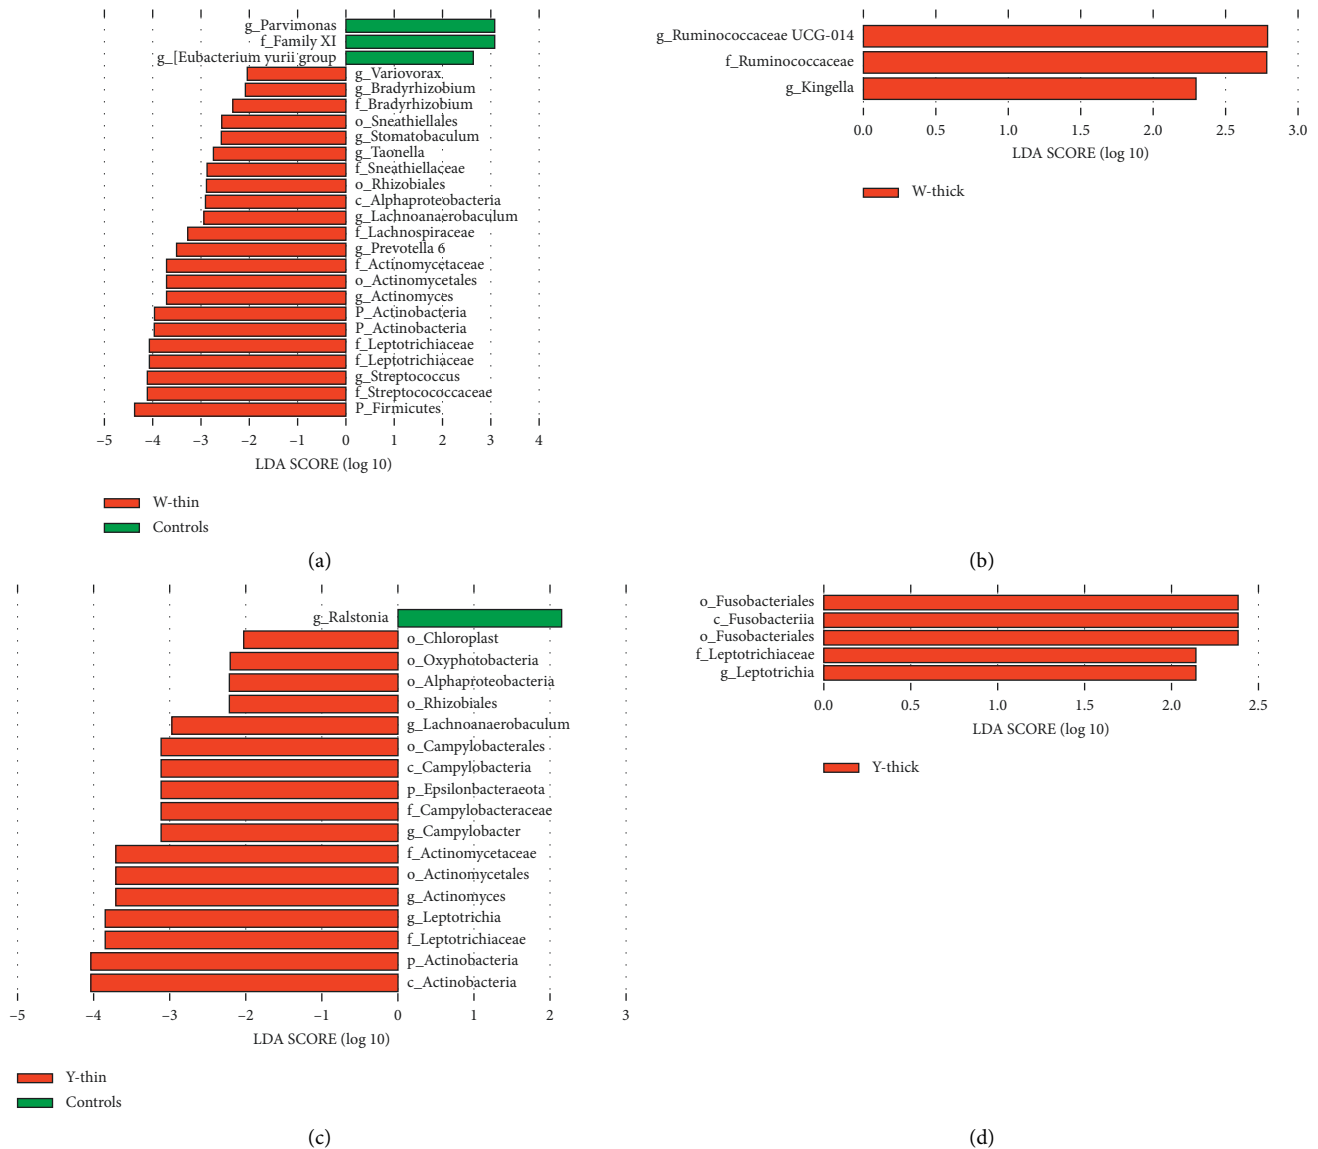 g_Parvimonas
f_Family XI
g_[Eubacterium yurii group
g_Variovorax
g_Bradyrhizobium
f_Bradyrhizobium
o_Sneathiellales
g_Stomatobaculum
g_Taonella
f_Sneathiellaceae
o_Rhizobiales
c_Alphaproteobacteria
g_Lachnoanaerobaculum
f_Lachnospiraceae
g_Prevotella 6
f_Actinomycetaceae
o_Actinomycetales
g_Actinomyces
P_Actinobacteria
P_Actinobacteria
f_Leptotrichiaceae
f_Leptotrichiaceae
g_Streptococcus
f_Streptocococcaceae
P_Firmicutes
–5 –4 –3 –2 –1 0 1 2 3 4
LDA SCORE (log 10)
W-thin
Controls
(a)
g_Ruminococcaceae UCG-014
f_Ruminococcaceae
g_Kingella
0.0 0.5 1.0 1.5 2.0 2.5 3.0
LDA SCORE (log 10)
W-thick
(b)
g_Ralstonia
o_Chloroplast
o_Oxyphotobacteria
o_Alphaproteobacteria
o_Rhizobiales
g_Lachnoanaerobaculum
o_Campylobacterales
c_Campylobacteria
p_Epsilonbacteraeota
f_Campylobacteraceae
g_Campylobacter
f_Actinomycetaceae
o_Actinomycetales
g_Actinomyces
g_Leptotrichia
f_Leptotrichiaceae
p_Actinobacteria
c_Actinobacteria
–5 –4 –3 –2 –1 0 1 2 3
LDA SCORE (log 10)
Y-thin
Controls
(c)
o_Fusobacteriales
c_Fusobacteriia
o_Fusobacteriales
f_Leptotrichiaceae
g_Leptotrichia
0.0 0.5 1.0 1.5 2.0 2.5
LDA SCORE (log 10)
Y-thick
(d)